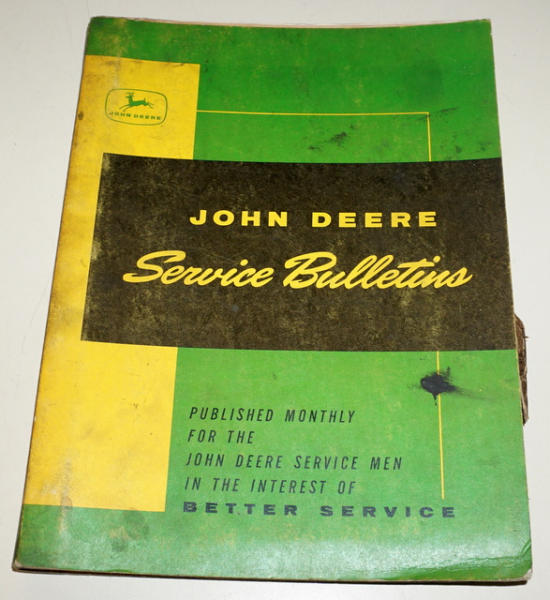 JOHN DEERE
JOHN DEERE
Service Bulletins
PUBLISHED MONTHLY
FOR THE
JOHN DEERE SERVICE MEN
IN THE INTEREST OF
BETTER SERVICE